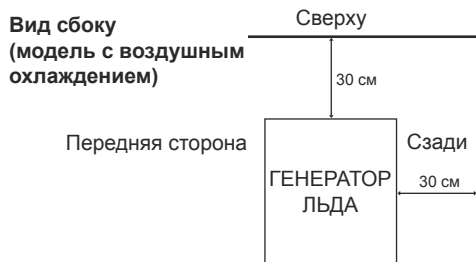 Вид сбоку
(модель с воздушным
охлаждением)
Сверху
30 см
Передняя сторона
Сзади
ГЕНЕРАТОР
ЛЬДА
30 см